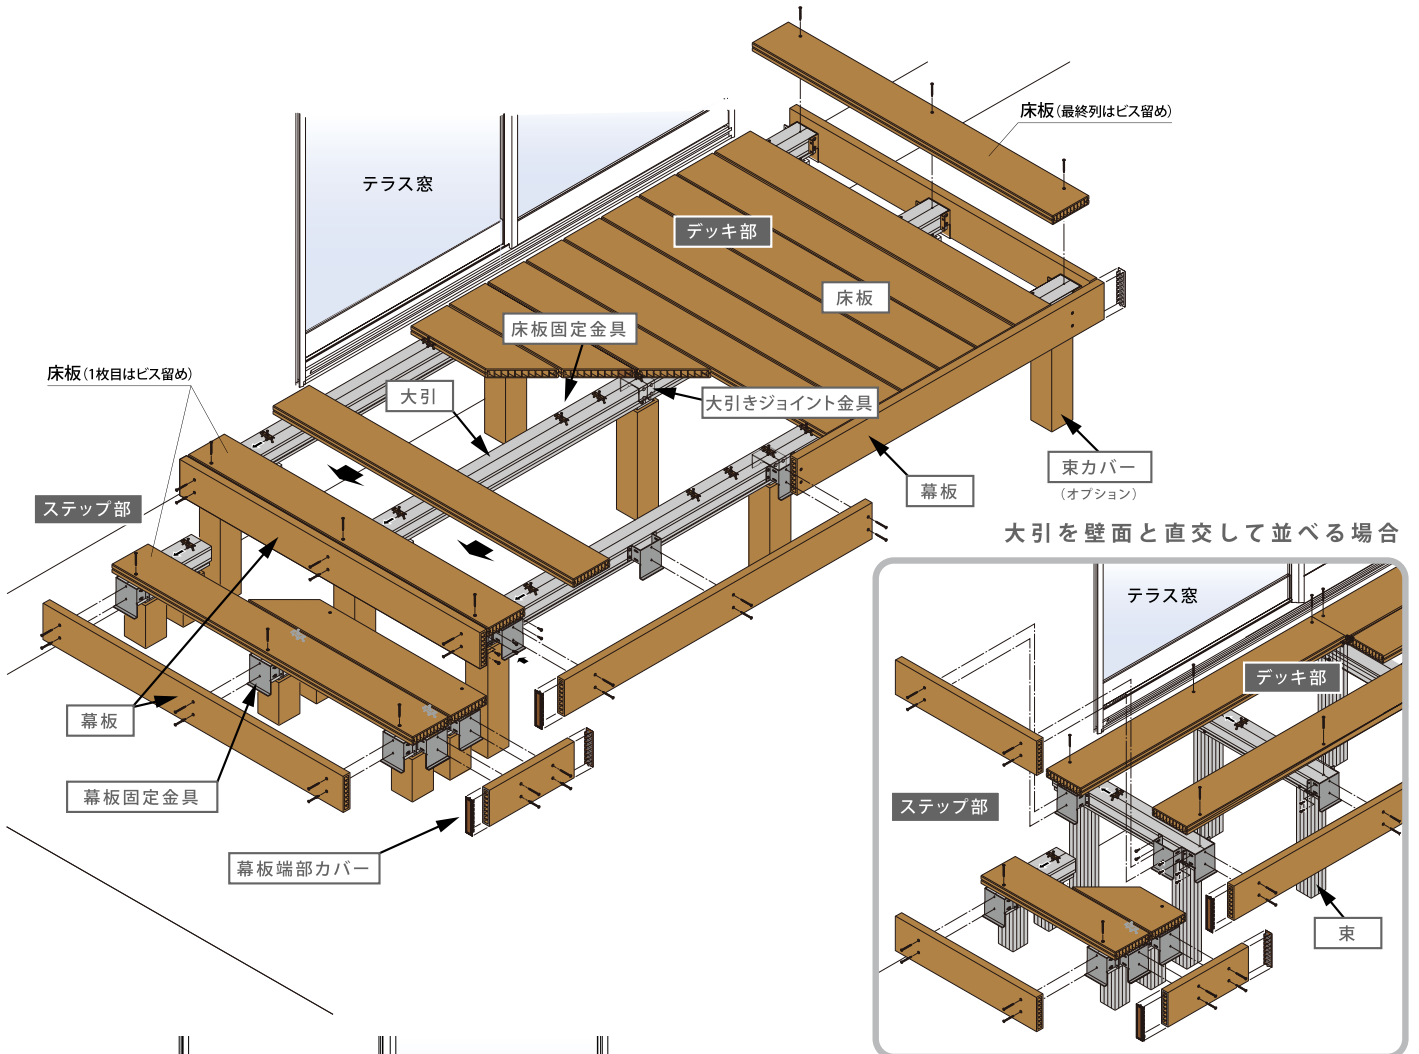 床板(最終列はビス留め)
テラス窓
デッキ部
床板
床板固定金具
床板(1枚目はビス留め)
大引
大引きジョイント金具
束カバー
(オプション)
幕板
ステップ部
大引を壁面と直交して並べる場合
テラス窓
デッキ部
幕板
幕板固定金具
ステップ部
幕板端部カバー
束